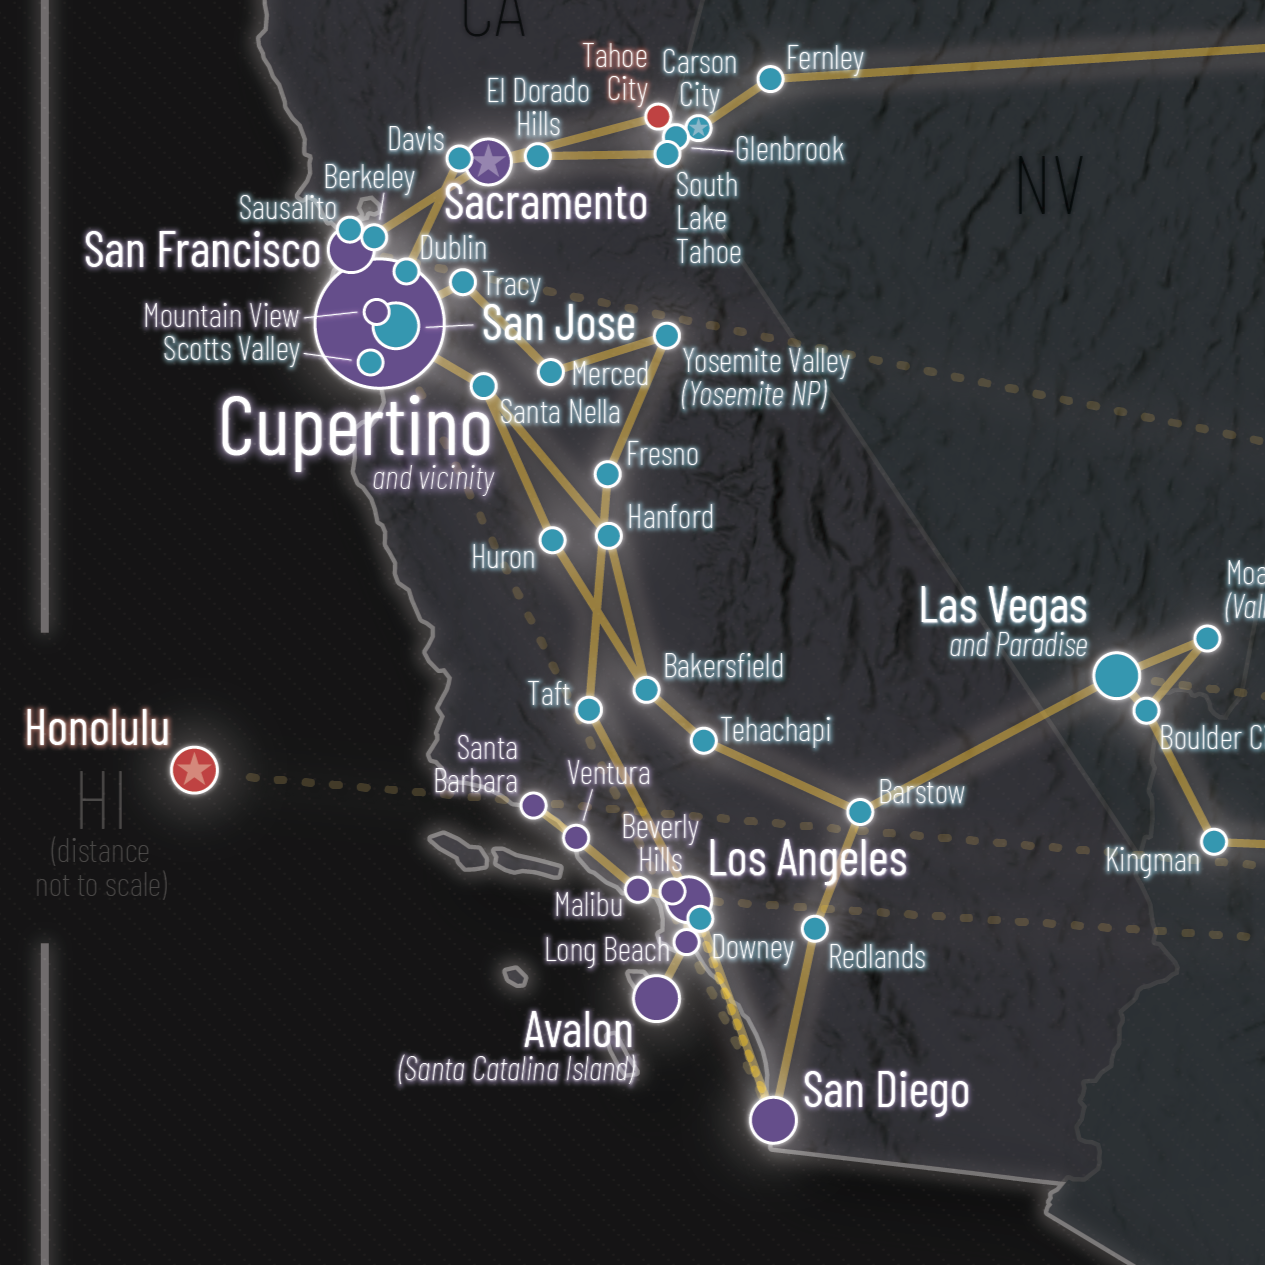 CA
Tahoe
City
Carson
City
Fernley
El Dorado
Hills
Davis
Glenbrook
Berkeley
Sacramento
South
Lake
Tahoe
NV
Sausalito
San Francisco
Dublin
Tracy
Mountain View
San Jose
Scotts Valley
Merced
Yosemite Valley
(Yosemite NP)
Santa Nella
Cupertino
and vicinity
Fresno
Hanford
Huron
Las Vegas
and Paradise
Bakersfield
Taft
Tehachapi
Honolulu
HI
(distance
not to scale)
Boulder
Santa
Barbara
Ventura
Barstow
Beverly
Hills
Los Angeles
Kingman
Malibu
Long Beach
Downey
Redlands
Avalon
(Santa Catalina Island)
San Diego